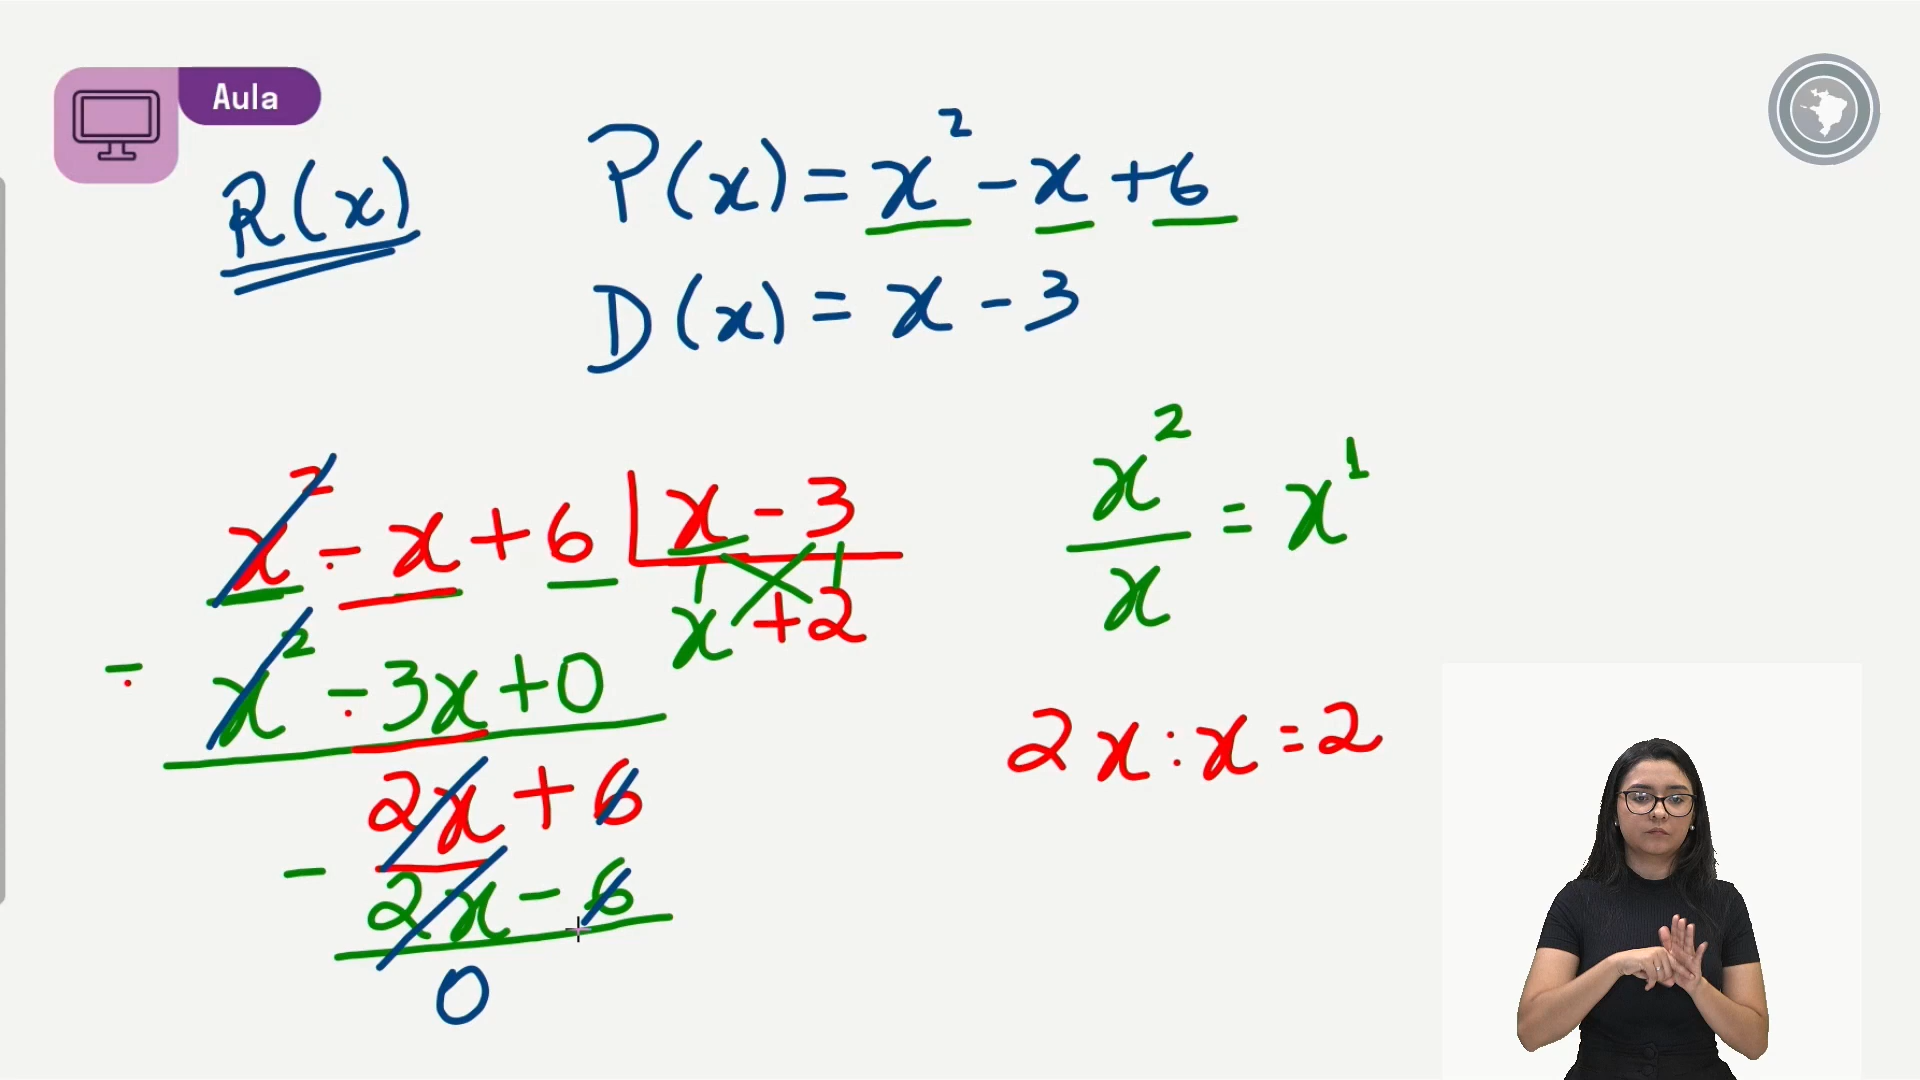 Aula
R(x)
P(x) = x² - x + 6
D(x) = x - 3
x² - x + 6 | x - 3
x + 2
- x² - 3x + 0
2x + 6
- 2x - 6
0
x²/x = x¹
2x : x = 2